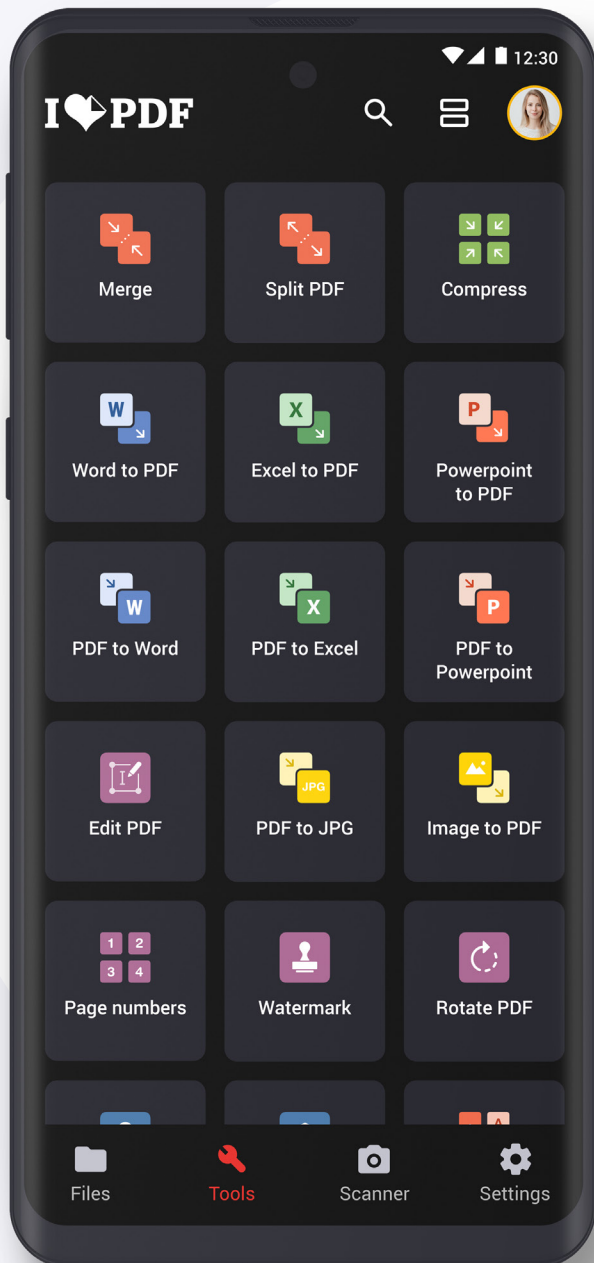 12:30
I PDF
Merge
Split PDF
Compress
W
X
P
Word to PDF
Excel to PDF
Powerpoint
to PDF
W
X
P
PDF to Word
PDF to Excel
PDF to
Powerpoint
JPG
Edit PDF
PDF to JPG
Image to PDF
1 2
3 4
Page numbers
Watermark
Rotate PDF
A
Files
Tools
Scanner
Settings